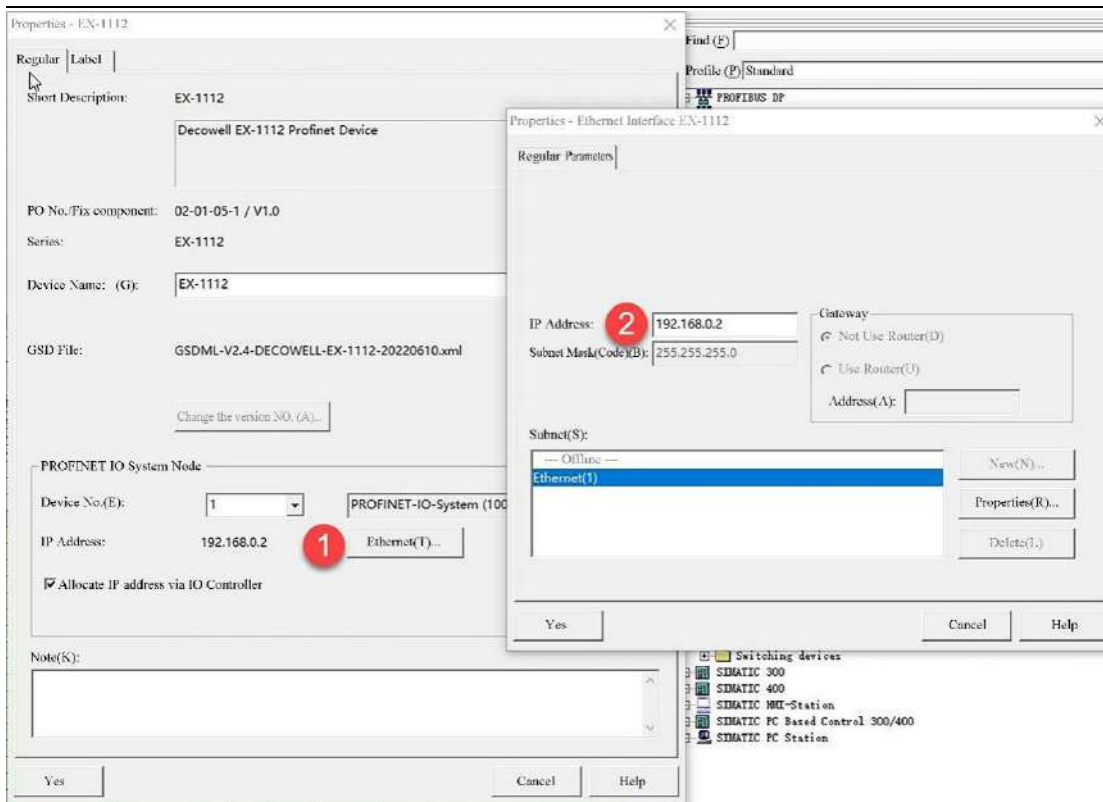 Properties - EX-1112
Regular Label
Short Description: EX-1112
Decowell EX-1112 Profinet Device
PO No./Fix component: 02-01-05-1 / V1.0
Series: EX-1112
Device Name: (G): EX-1112
GSD File: GSDML-V2.4-DECOWELL-EX-1112-20220610.xml
Change the version NO. (A)...
PROFINET IO System Node
Device No.(E): 1 PROFINET-IO-System (100
IP Address: 192.168.0.2 1 Ethernet(T)...
Allocate IP address via IO Controller
Note(K):
Yes Cancel Help
Find (F)
Profile (P) Standard
PROFIBUS DP
Properties - Ethernet Interface EX-1112
Regular Parameters
IP Address: 2 192.168.0.2
Subnet Mask(Code)(B): 255.255.255.0
Gateway
Not Use Router(D)
Use Router(U)
Address(A):
Subnet(S):
--- Offline ---
Ethernet(1)
New(N)...
Properties(R)...
Delete(L)
Yes Cancel Help
Switching devices
SIMATIC 300
SIMATIC 400
SIMATIC HMI-Station
SIMATIC PC Based Control 300/400
SIMATIC PC Station